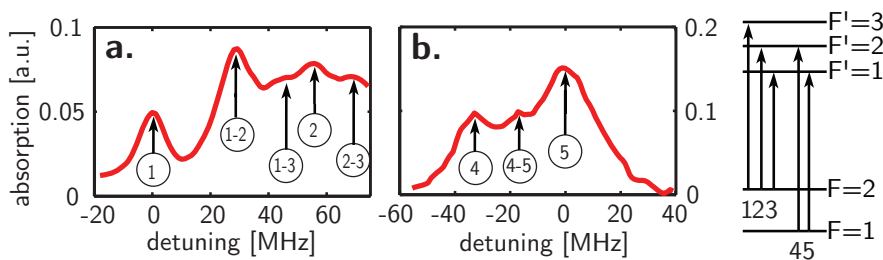 a.
absorption [a.u.]
0.1
0.05
0
1
1-2
1-3
2
2-3
-20 0 20 40 60
detuning [MHz]
b.
0.2
0.1
0
4
4-5
5
-60 -40 -20 0 20 40
detuning [MHz]
F'=3
F'=2
F'=1
F=2
123
F=1
45